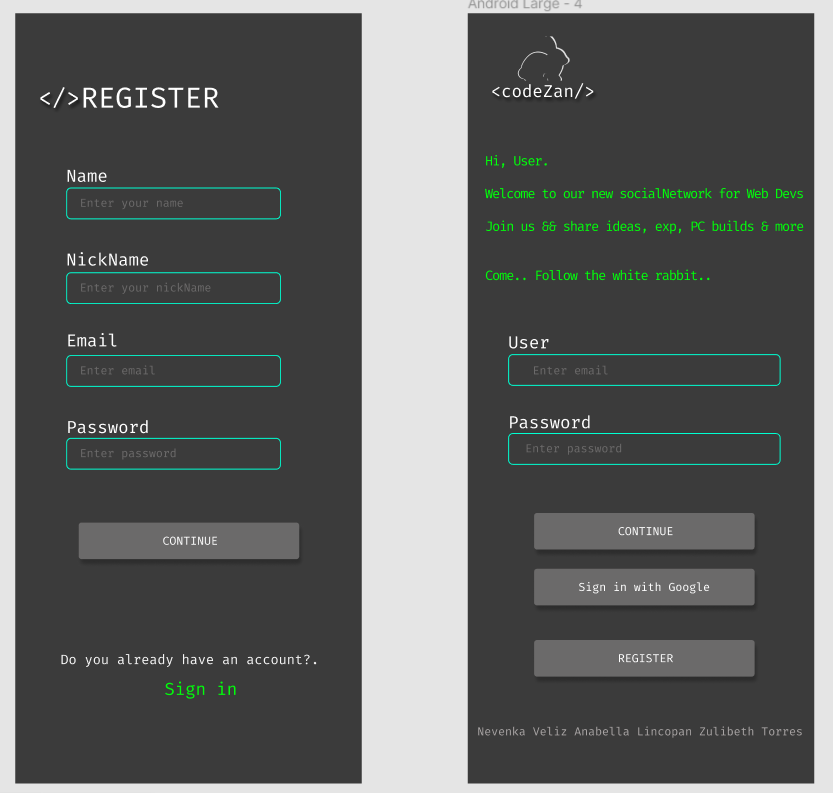 Android Large - 4
</>REGISTER
Name
Enter your name
NickName
Enter your nickName
Email
Enter email
Password
Enter password
CONTINUE
Do you already have an account?.
Sign in
<codeZan/>
Hi, User.
Welcome to our new socialNetwork for Web Devs
Join us && share ideas, exp, PC builds & more
Come.. Follow the white rabbit..
User
Enter email
Password
Enter password
CONTINUE
Sign in with Google
REGISTER
Nevenka Veliz Anabella Lincopan Zulibeth Torres